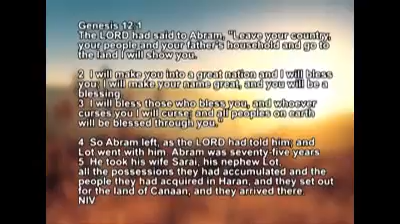 Genesis 12:1
The LORD had said to Abram, "Leave your country,
your people and your father's household and go to
the land I will show you.
2 I will make you into a great nation and I will bless
you; I will make your name great, and you will be a
blessing.
3 I will bless those who bless you, and whoever
curses you I will curse; and all peoples on earth
will be blessed through you."
4 So Abram left, as the LORD had told him; and
Lot went with him Abram was seventy-five years
5 He took his wife Sarai, his nephew Lot,
all the possessions they had accumulated and the
people they had acquired in Haran, and they set out
for the land of Canaan, and they arrived there.
NIV